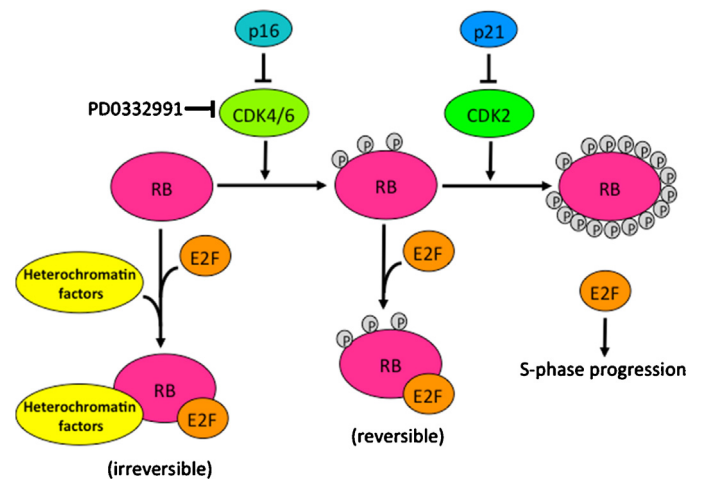 p16
p21
PD0332991
CDK4/6
CDK2
P P P
RB
RB
RB
P P P P P P P P P P P P P P P P
E2F
E2F
Heterochromatin
factors
E2F
P P P
RB
RB
S-phase progression
Heterochromatin
factors
E2F
E2F
(reversible)
(irreversible)